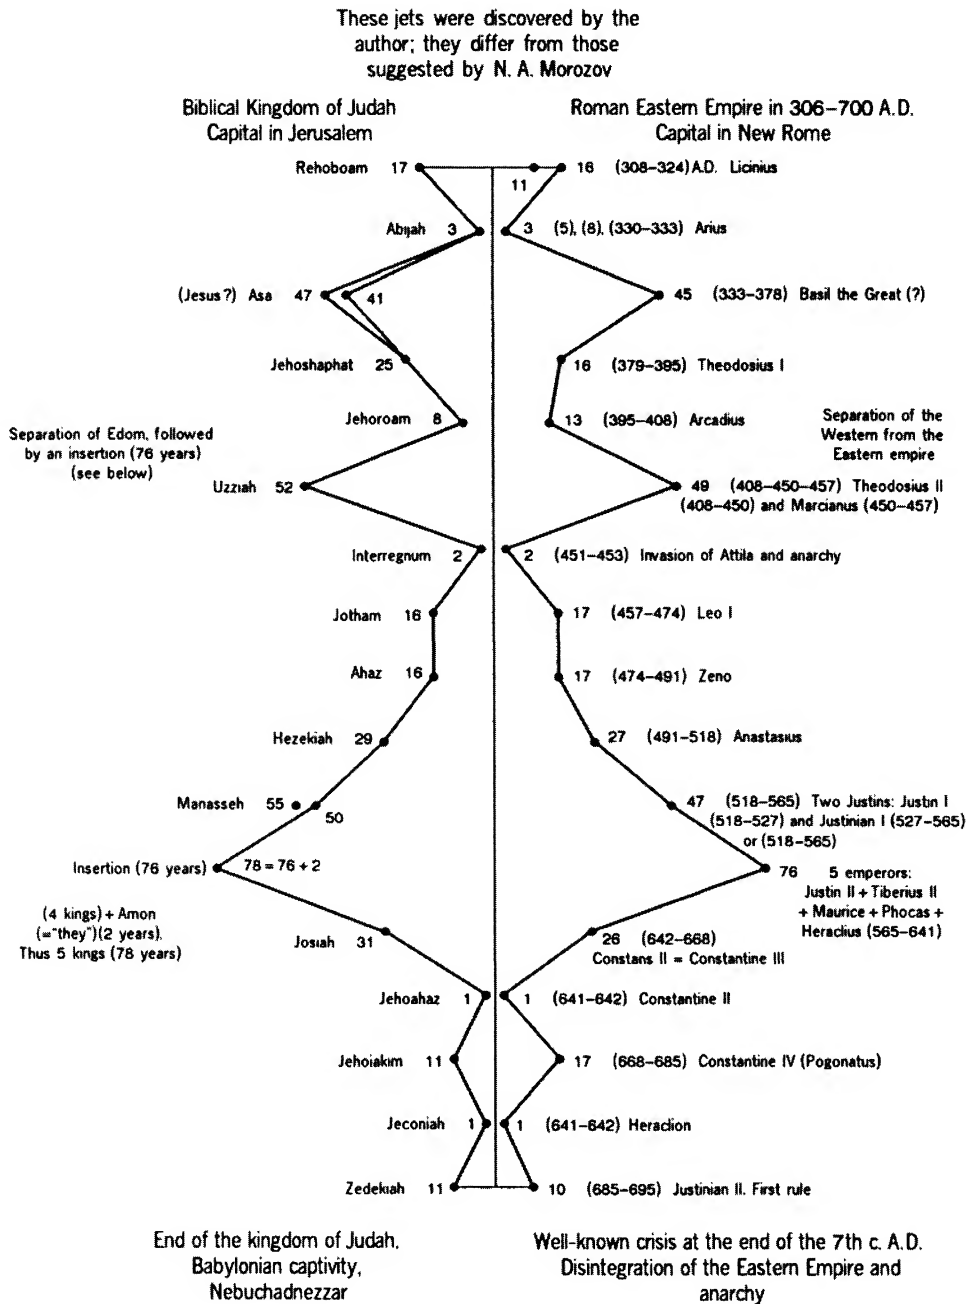 These jets were discovered by the
author; they differ from those
suggested by N. A. Morozov
Biblical Kingdom of Judah
Capital in Jerusalem
Roman Eastern Empire in 306–700 A.D.
Capital in New Rome
Rehoboam 17
16 (308–324) A.D. Licinius
11
Abijah 3
3 (5), (8), (330–333) Arius
(Jesus?) Asa 47
41
45 (333–378) Basil the Great (?)
Jehoshaphat 25
16 (379–395) Theodosius I
Jehoroam 8
13 (395–408) Arcadius
Separation of Edom, followed
by an insertion (76 years)
(see below)
Separation of the
Western from the
Eastern empire
Uzziah 52
49 (408–450–457) Theodosius II
(408–450) and Marcianus (450–457)
Interregnum 2
2 (451–453) Invasion of Attila and anarchy
Jotham 16
17 (457–474) Leo I
Ahaz 16
17 (474–491) Zeno
Hezekiah 29
27 (491–518) Anastasius
Manasseh 55
50
47 (518–565) Two Justins: Justin I
(518–527) and Justinian I (527–565)
or (518–565)
Insertion (76 years)
78 = 76 + 2
76 5 emperors:
Justin II + Tiberius II
+ Maurice + Phocas +
Heraclius (565–641)
(4 kings) + Amon
(="they")(2 years).
Thus 5 kings (78 years)
Josiah 31
26 (642–668)
Constans II = Constantine III
Jehoahaz 1
1 (641–642) Constantine II
Jehoiakim 11
17 (668–685) Constantine IV (Pogonatus)
Jeconiah 1
1 (641–642) Heraclion
Zedekiah 11
10 (685–695) Justinian II. First rule
End of the kingdom of Judah,
Babylonian captivity,
Nebuchadnezzar
Well-known crisis at the end of the 7th c. A.D.
Disintegration of the Eastern Empire and
anarchy